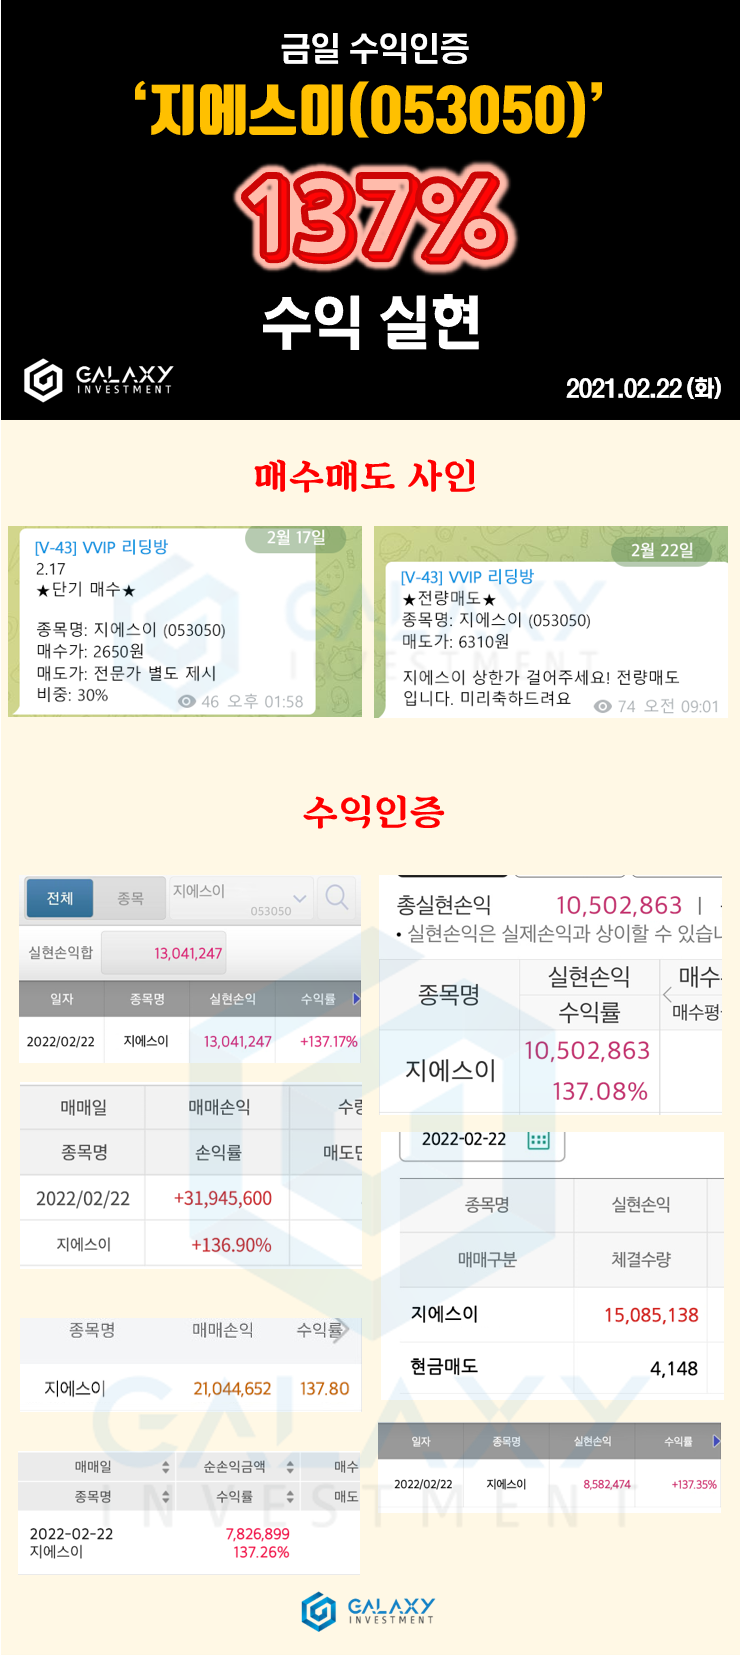 금일 수익인증
‘지에스이(053050)’
137%
수익 실현
GALAXY
INVESTMENT
2021.02.22 (화)
매수매도 사인
2월 17일
[V-43] VVIP 리딩방
2.17
★단기 매수★
종목명: 지에스이 (053050)
매수가: 2650원
매도가: 전문가 별도 제시
비중: 30%
46 오후 01:58
2월 22일
[V-43] VVIP 리딩방
★전량매도★
종목명: 지에스이 (053050)
매도가: 6310원
지에스이 상한가 걸어주세요! 전량매도
입니다. 미리축하드려요
74 오전 09:01
수익인증
전체 종목 지에스이
053050
실현손익합 13,041,247
일자 종목명 실현손익 수익률
2022/02/22 지에스이 13,041,247 +137.17%
매매일 매매손익
종목명 손익률
2022/02/22 +31,945,600
지에스이 +136.90%
종목명 매매손익 수익률
지에스이 21,044,652 137.80
매매일 순손익금액 매수
종목명 수익률 매도
2022-02-22 7,826,899
지에스이 137.26%
총실현손익 10,502,863
• 실현손익은 실제손익과 상이할 수 있습니
종목명 실현손익 매수
수익률 매수평
지에스이 10,502,863
137.08%
2022-02-22
종목명 실현손익
매매구분 체결수량
지에스이 15,085,138
현금매도 4,148
일자 종목명 실현손익 수익률
2022/02/22 지에스이 8,582,474 +137.35%
GALAXY
INVESTMENT
GALAXY
INVESTMENT
GALAXY
INVESTMENT